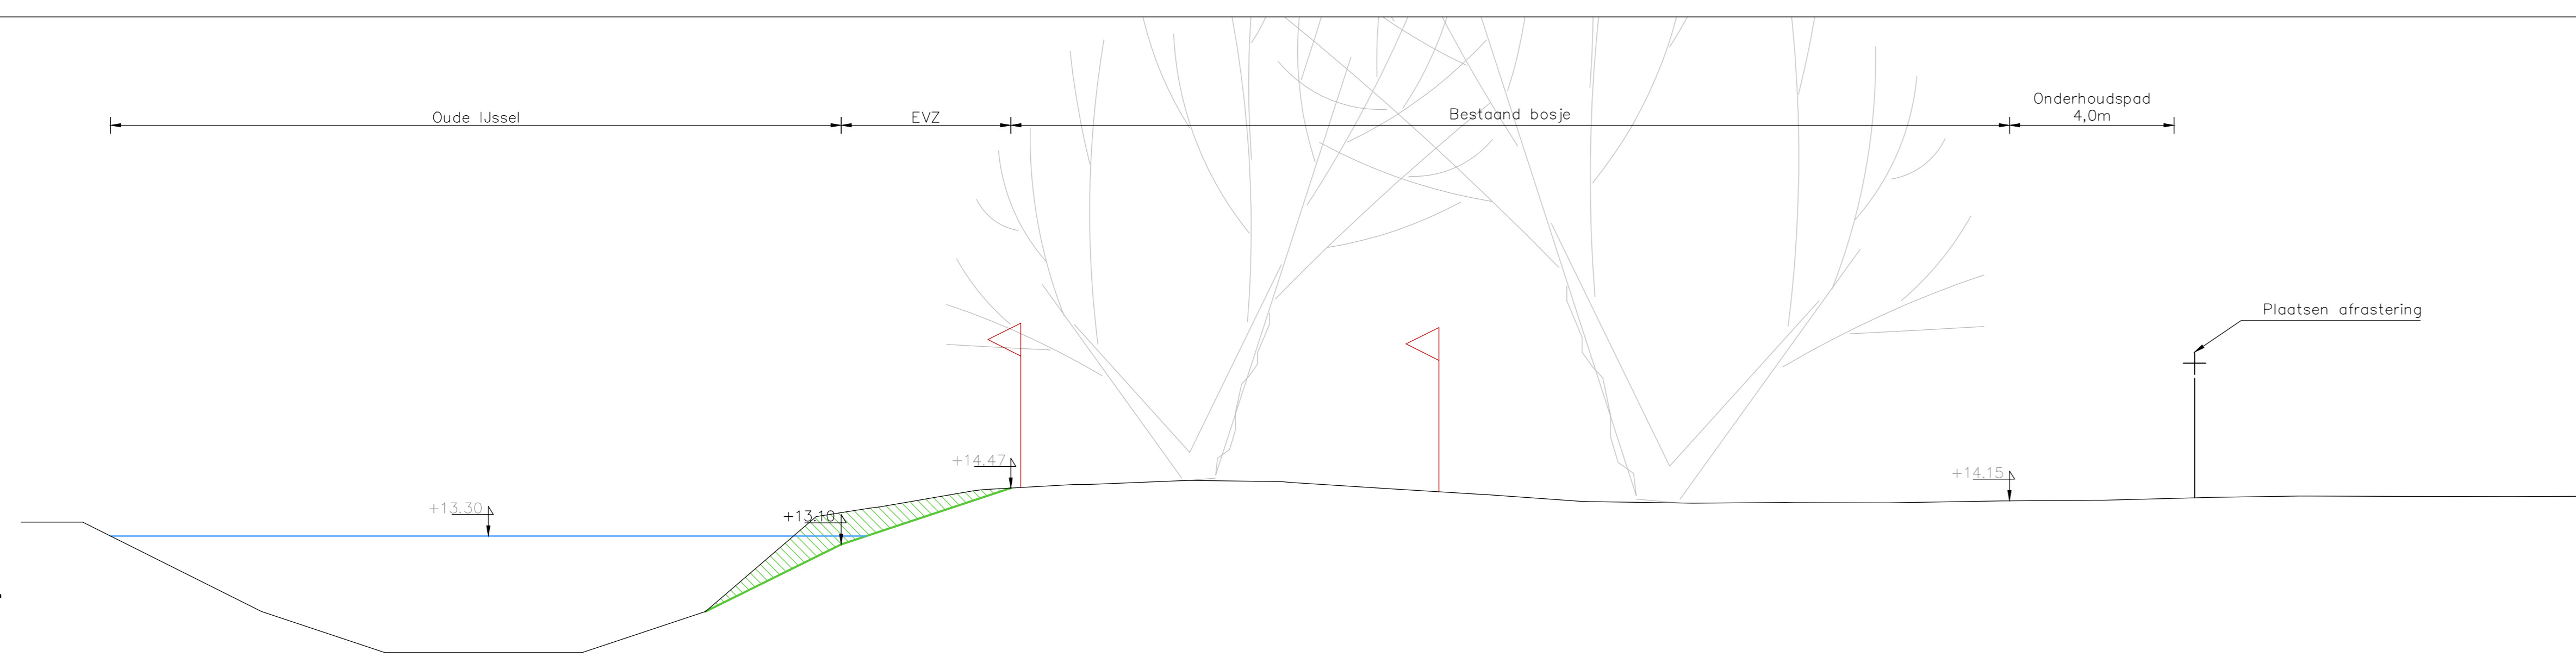 Oude IJssel
EVZ
Bestaand bosje
Onderhoudspad
4,0m
Plaatsen afrastering
+14.47
+14.15
+13.30
+13.10